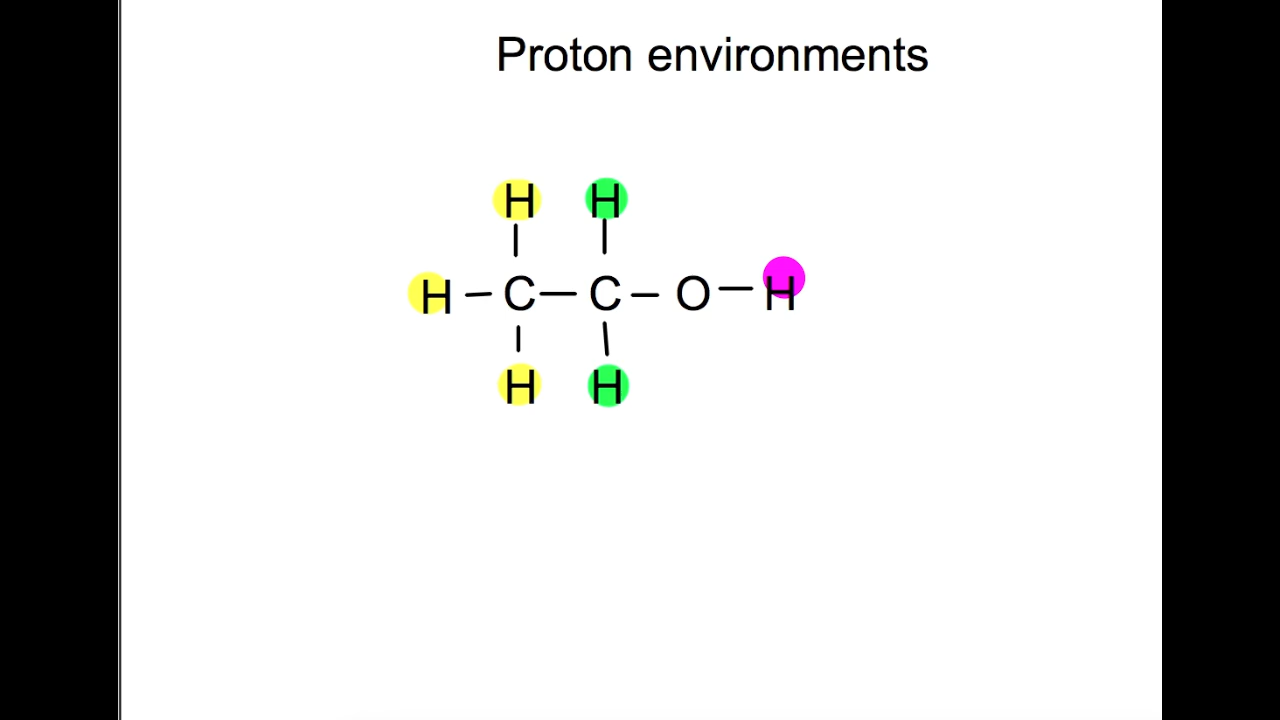 Proton environments
H H
H – C – C – O – H
H H